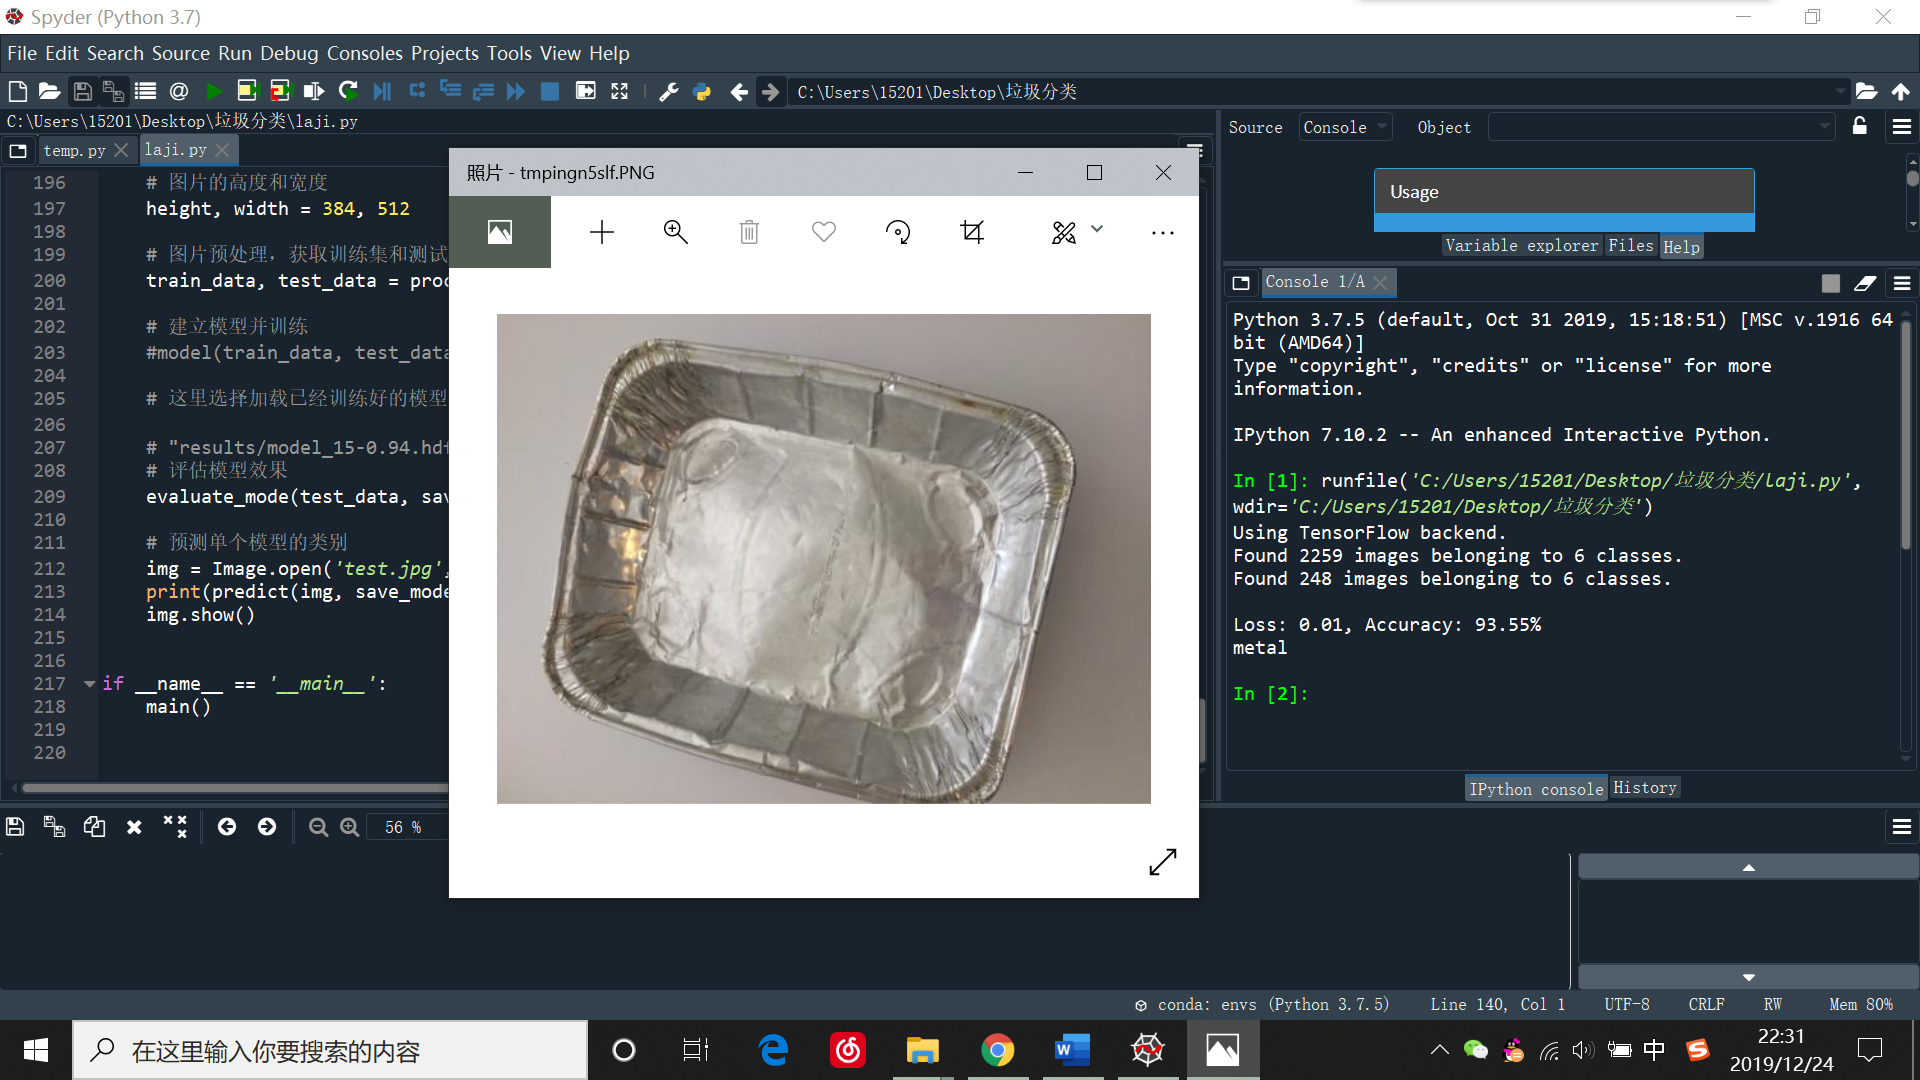 Spyder (Python 3.7)
File Edit Search Source Run Debug Consoles Projects Tools View Help
C:\Users\15201\Desktop\垃圾分类
C:\Users\15201\Desktop\垃圾分类\laji.py
temp.py
laji.py
196 # 图片的高度和宽度
197 height, width = 384, 512
198
199 # 图片预处理，获取训练集和测试
200 train_data, test_data = proc
201
202 # 建立模型并训练
203 #model(train_data, test_data
204
205 # 这里选择加载已经训练好的模型
206
207 # "results/model_15-0.94.hdf
208 # 评估模型效果
209 evaluate_mode(test_data, sav
210
211 # 预测单个模型的类别
212 img = Image.open('test.jpg',
213 print(predict(img, save_mode
214 img.show()
215
216
217 if __name__ == '__main__':
218 main()
219
220
56 %
照片 - tmpingn5slf.PNG
Source Console Object
Usage
Variable explorer Files Help
Console 1/A
Python 3.7.5 (default, Oct 31 2019, 15:18:51) [MSC v.1916 64
bit (AMD64)]
Type "copyright", "credits" or "license" for more
information.
IPython 7.10.2 -- An enhanced Interactive Python.
In [1]: runfile('C:/Users/15201/Desktop/垃圾分类/laji.py',
wdir='C:/Users/15201/Desktop/垃圾分类')
Using TensorFlow backend.
Found 2259 images belonging to 6 classes.
Found 248 images belonging to 6 classes.
Loss: 0.01, Accuracy: 93.55%
metal
In [2]:
IPython console History
conda: envs (Python 3.7.5) Line 140, Col 1 UTF-8 CRLF RW Mem 80%
在这里输入你要搜索的内容
中
22:31
2019/12/24